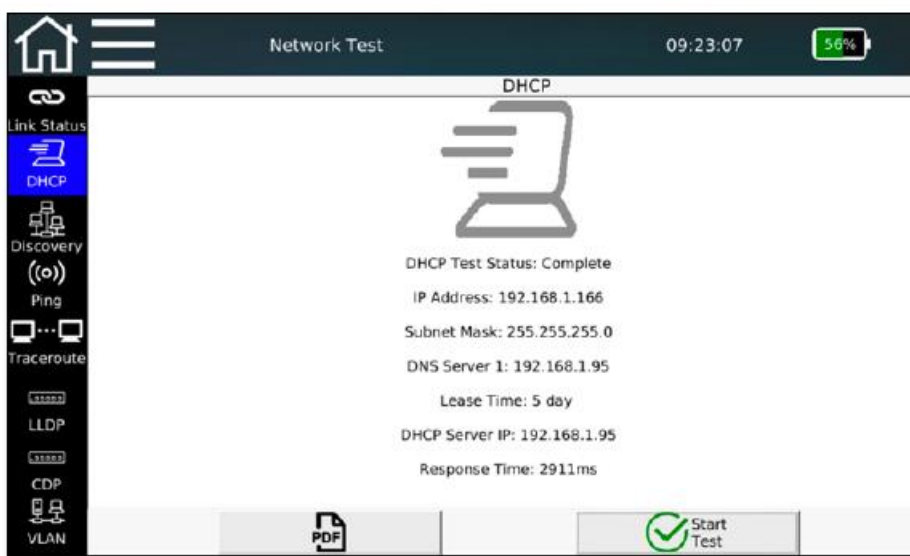 Network Test 09:23:07 56%
DHCP
Link Status
DHCP
Discovery
Ping
Traceroute
LLDP
CDP
VLAN
DHCP Test Status: Complete
IP Address: 192.168.1.166
Subnet Mask: 255.255.255.0
DNS Server 1: 192.168.1.95
Lease Time: 5 day
DHCP Server IP: 192.168.1.95
Response Time: 2911ms
PDF
Start
Test